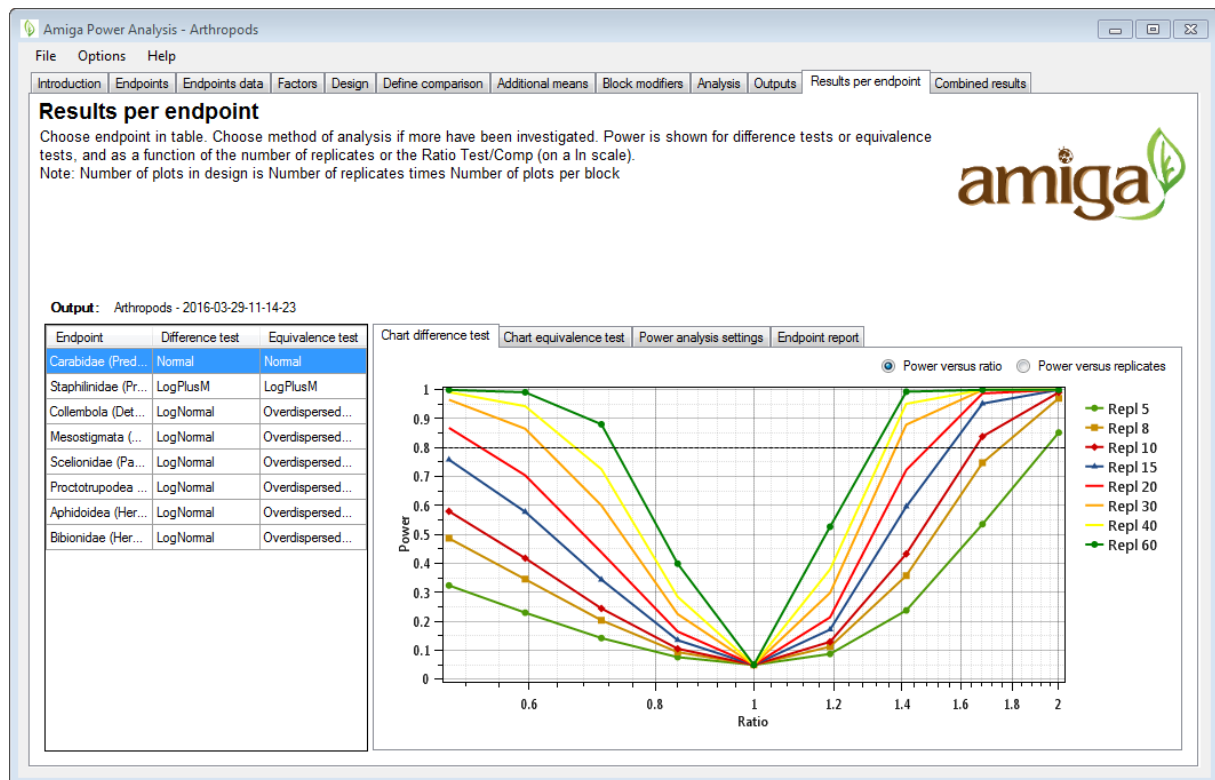 Amiga Power Analysis - Arthropods
File Options Help
Introduction Endpoints Endpoints data Factors Design Define comparison Additional means Block modifiers Analysis Outputs Results per endpoint Combined results
Results per endpoint
Choose endpoint in table. Choose method of analysis if more have been investigated. Power is shown for difference tests or equivalence
tests, and as a function of the number of replicates or the Ratio Test/Comp (on a ln scale).
Note: Number of plots in design is Number of replicates times Number of plots per block
amiga
Output: Arthropods - 2016-03-29-11-14-23
Endpoint Difference test Equivalence test
Carabidae (Pred... Normal Normal
Staphilinidae (Pr... LogPlusM LogPlusM
Collembola (Det... LogNormal Overdispersed...
Mesostigmata (... LogNormal Overdispersed...
Scelionidae (Pa... LogNormal Overdispersed...
Proctotrupodea ... LogNormal Overdispersed...
Aphidoidea (Her... LogNormal Overdispersed...
Bibionidae (Her... LogNormal Overdispersed...
Chart difference test Chart equivalence test Power analysis settings Endpoint report
Power versus ratio Power versus replicates
1
0.9
0.8
0.7
0.6
0.5
0.4
0.3
0.2
0.1
0
Power
0.6 0.8 1 1.2 1.4 1.6 1.8 2
Ratio
Repl 5
Repl 8
Repl 10
Repl 15
Repl 20
Repl 30
Repl 40
Repl 60